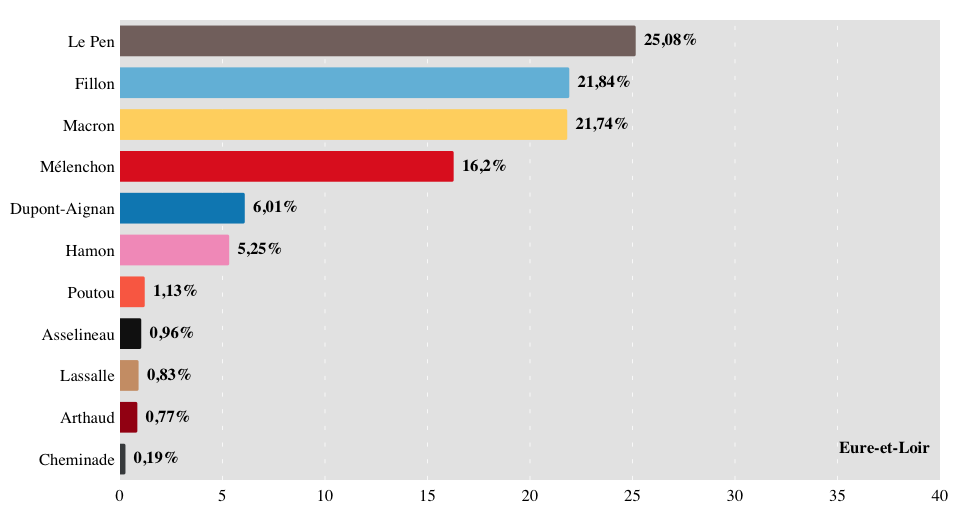 Le Pen 25,08%
Fillon 21,84%
Macron 21,74%
Mélenchon 16,2%
Dupont-Aignan 6,01%
Hamon 5,25%
Poutou 1,13%
Asselineau 0,96%
Lassalle 0,83%
Arthaud 0,77%
Eure-et-Loir
Cheminade 0,19%
0 5 10 15 20 25 30 35 40